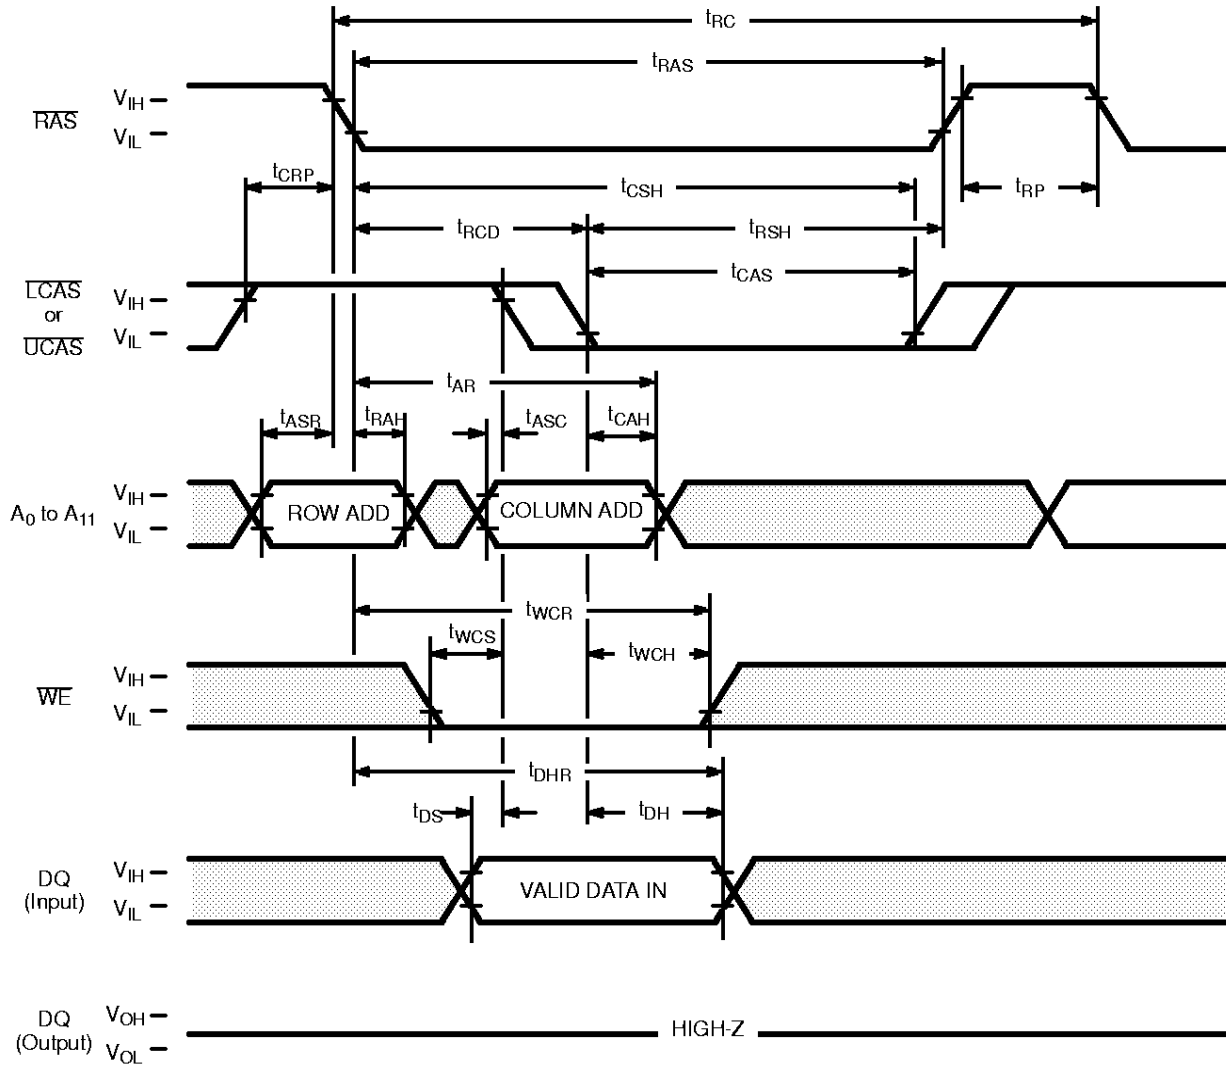 tRC
tRAS
RAS
VIH
VIL
tCRP
tCSH
tRP
tRCD
tRSH
tCAS
LCAS
or
UCAS
VIH
VIL
tAR
tASR
tRAH
tASC
tCAH
A0 to A11
VIH
VIL
ROW ADD
COLUMN ADD
tWCR
tWCS
tWCH
WE
VIH
VIL
tDHR
tDS
tDH
DQ
(Input)
VIH
VIL
VALID DATA IN
DQ
(Output)
VOH
VOL
HIGH-Z